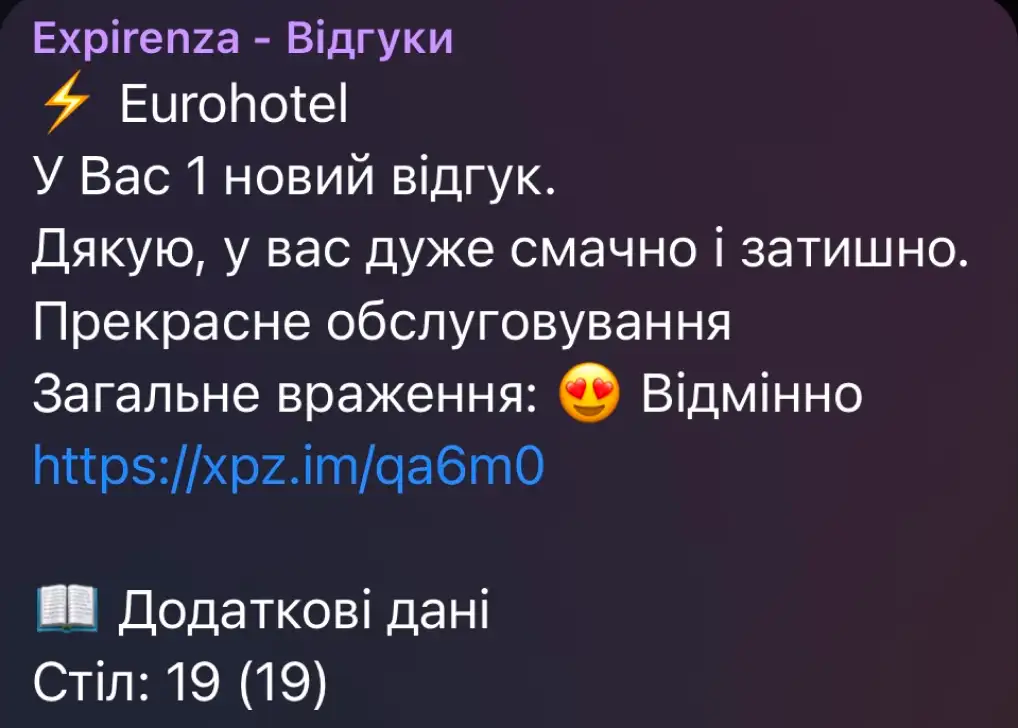 Expirenza - Відгуки
⚡ Eurohotel
У Вас 1 новий відгук.
Дякую, у вас дуже смачно і затишно.
Прекрасне обслуговування
Загальне враження: 😍 Відмінно
https://xpz.im/qa6m0
📖 Додаткові дані
Стіл: 19 (19)